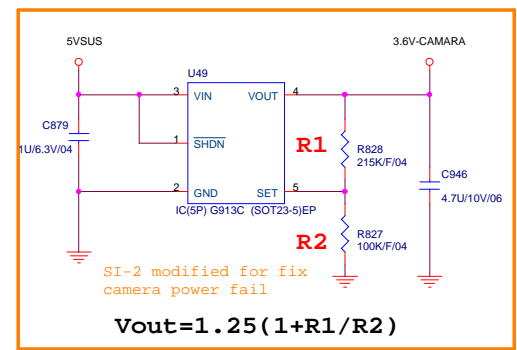 5VSUS
3.6V-CAMARA
U49
3 VIN
VOUT 4
C879
1U/6.3V/04
1 SHDN
R1
R828
215K/F/04
C946
4.7U/10V/06
2 GND
SET 5
IC(5P) G913C (SOT23-5)EP
R2
R827
100K/F/04
SI-2 modified for fix
camera power fail
Vout=1.25(1+R1/R2)